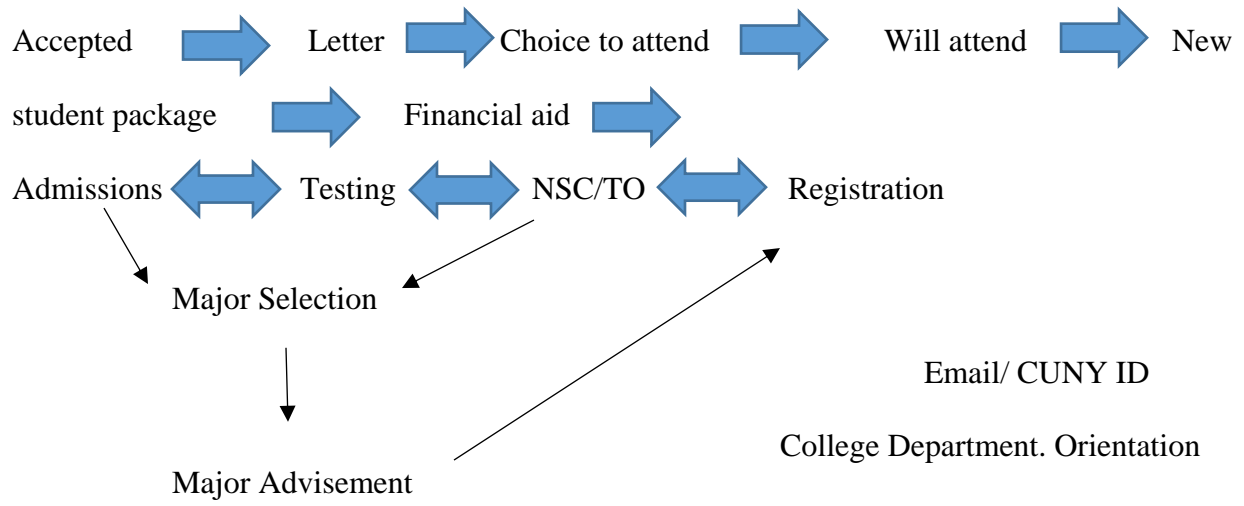 Accepted Letter Choice to attend Will attend New
student package Financial aid
Admissions Testing NSC/TO Registration
Major Selection
Email/ CUNY ID
College Department. Orientation
Major Advisement